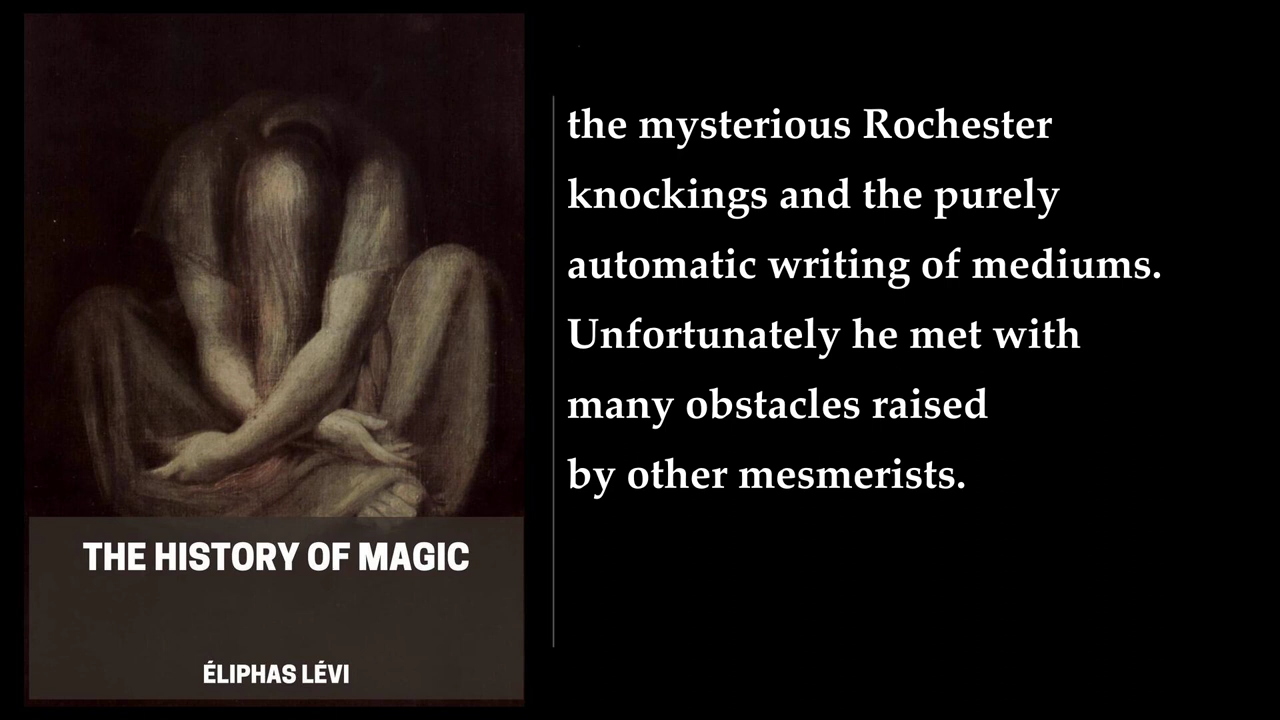 the mysterious Rochester
knockings and the purely
automatic writing of mediums.
Unfortunately he met with
many obstacles raised
by other mesmerists.
THE HISTORY OF MAGIC
ÉLIPHAS LÉVI